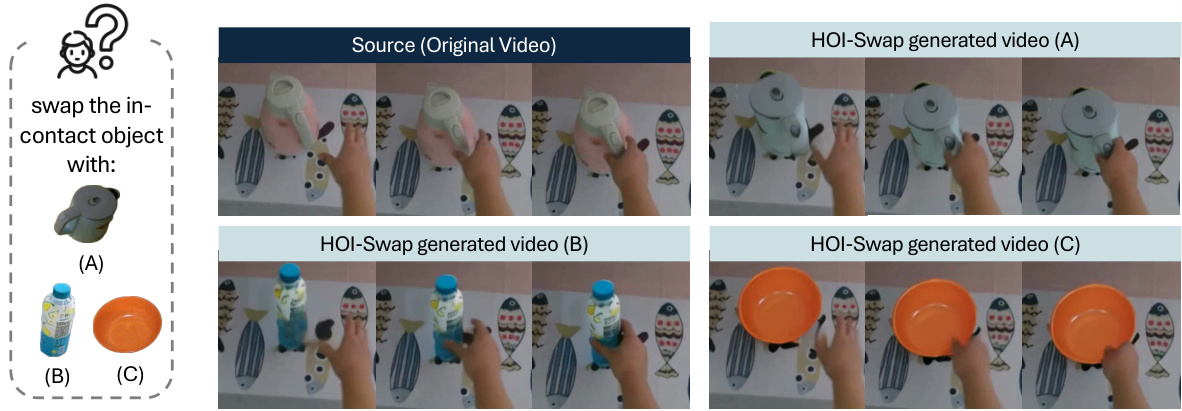 swap the in-
contact object
with:
(A)
(B)
(C)
Source (Original Video)
HOI-Swap generated video (A)
HOI-Swap generated video (B)
HOI-Swap generated video (C)